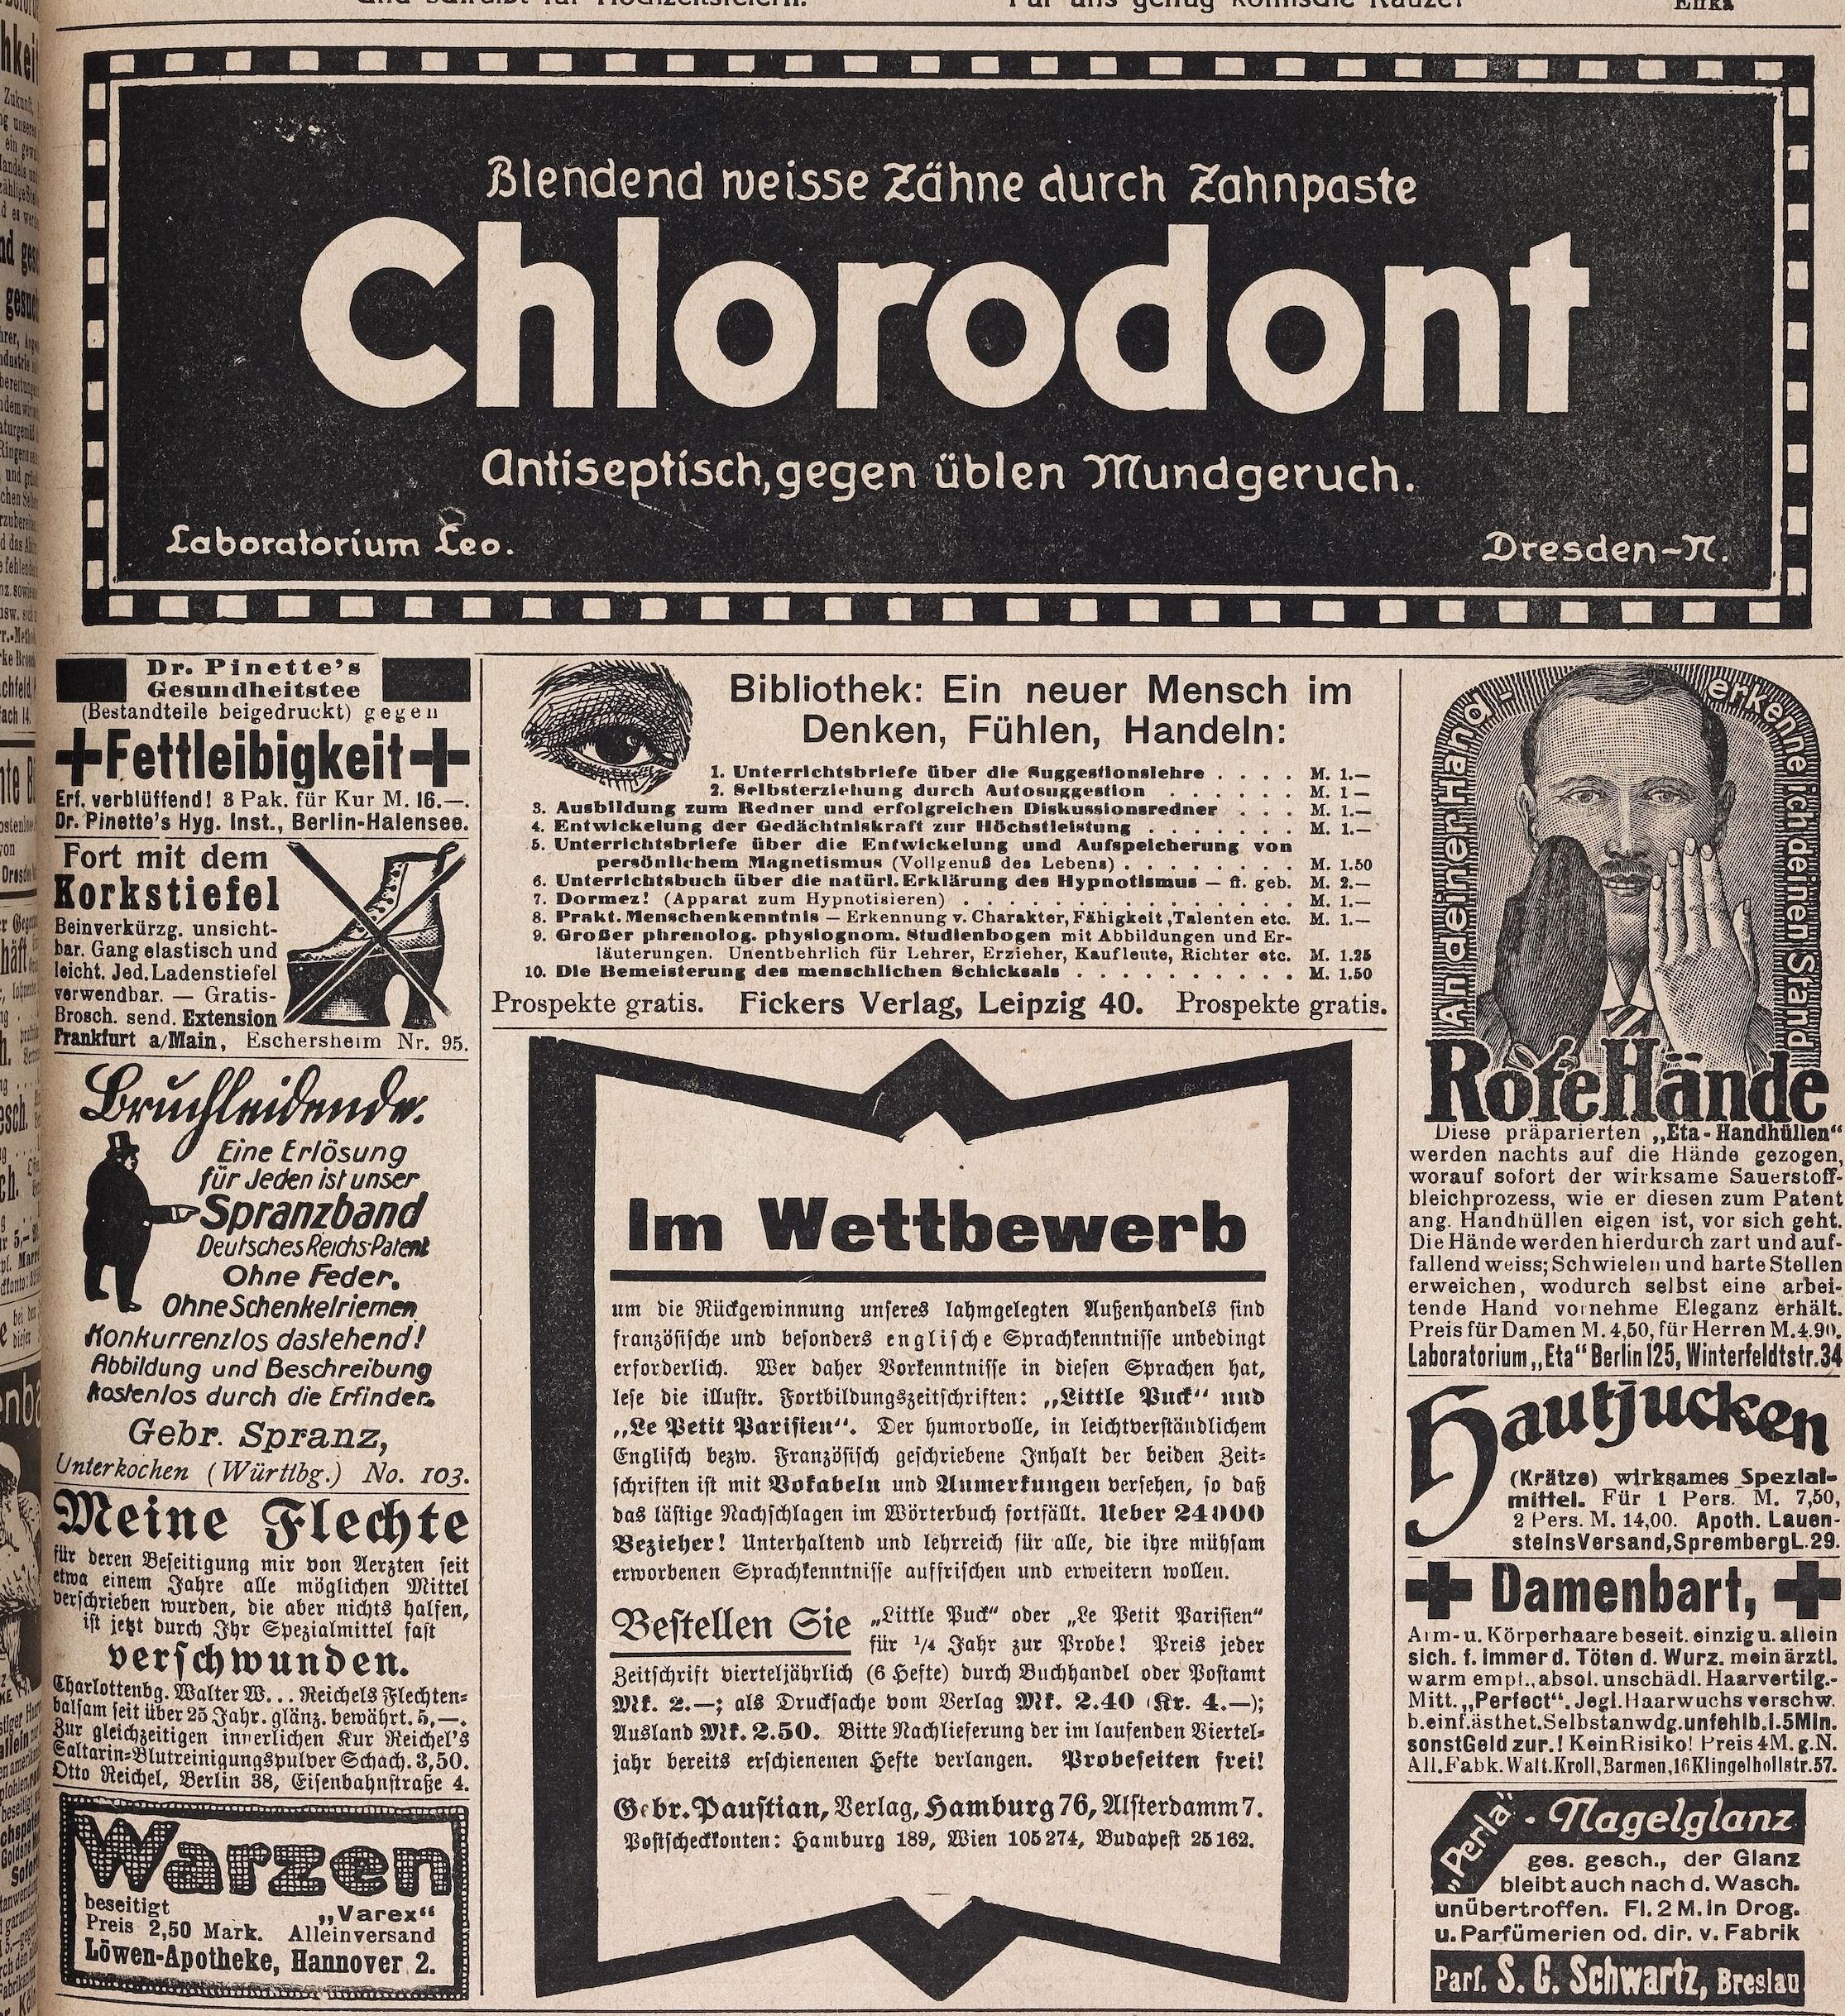 Blendend weisse Zähne durch Zahnpaste
Chlorodont
Antiseptisch, gegen üblen Mundgeruch.
Laboratorium Leo.
Dresden-N.
Dr. Pinette's
Gesundheitstee
(Bestandteile beigedruckt) gegen
Fettleibigkeit
Erf. verblüffend! 3 Pak. für Kur M. 16.—.
Dr. Pinette's Hyg. Inst., Berlin-Halensee.
Fort mit dem
Korkstiefel
Beinverkürzg. unsicht-
bar. Gang elastisch und
leicht. Jed. Ladenstiefel
verwendbar. — Gratis-
Brosch. send. Extension
Frankfurt a/Main, Eschersheim Nr. 95.
Bruchleidende.
Eine Erlösung
für Jeden ist unser
Spranzband
Deutsches Reichs-Patent
Ohne Feder.
Ohne Schenkelriemen
Konkurrenzlos dastehend!
Abbildung und Beschreibung
kostenlos durch die Erfinder.
Gebr. Spranz,
Unterkochen (Württbg.) No. 103.
Meine Flechte
für deren Beseitigung mir von Aerzten seit
etwa einem Jahre alle möglichen Mittel
verschrieben wurden, die aber nichts halfen,
ist jetzt durch Ihr Spezialmittel fast
verschwunden.
Charlottenbg. Walter W... Reichels Flechten-
balsam seit über 25 Jahr. glänz. bewährt. 5,—.
Zur gleichzeitigen innerlichen Kur Reichel's
Saltarin-Blutreinigungspulver Schach. 3,50.
Otto Reichel, Berlin 38, Eisenbahnstraße 4.
Warzen
beseitigt „Varex“
Preis 2,50 Mark. Alleinversand
Löwen-Apotheke, Hannover 2.
Bibliothek: Ein neuer Mensch im
Denken, Fühlen, Handeln:
1. Unterrichtsbriefe über die Suggestionslehre . . . . M. 1.—
2. Selbsterziehung durch Autosuggestion . . . . . . M. 1—
3. Ausbildung zum Redner und erfolgreichen Diskussionsredner . . . M. 1.—
4. Entwickelung der Gedächtniskraft zur Höchstleistung . . . . . . . M. 1.—
5. Unterrichtsbriefe über die Entwickelung und Aufspeicherung von
persönlichem Magnetismus (Vollgenuß des Lebens) . . . . . . . . M. 1.50
6. Unterrichtsbuch über die natürl. Erklärung des Hypnotismus — ft. geb. M. 2.—
7. Dormez! (Apparat zum Hypnotisieren) . . . . . . . . . . . . . . M. 1.—
8. Prakt. Menschenkenntnis — Erkennung v. Charakter, Fähigkeit, Talenten etc. M. 1.—
9. Großer phrenolog. physiognom. Studienbogen mit Abbildungen und Er-
läuterungen. Unentbehrlich für Lehrer, Erzieher, Kaufleute, Richter etc. M. 1.25
10. Die Bemeisterung des menschlichen Schicksals . . . . . . . . . . M. 1.50
Prospekte gratis. Fickers Verlag, Leipzig 40. Prospekte gratis.
Im Wettbewerb
um die Rückgewinnung unseres lahmgelegten Außenhandels sind
französische und besonders englische Sprachkenntnisse unbedingt
erforderlich. Wer daher Vorkenntnisse in diesen Sprachen hat,
lese die illustr. Fortbildungszeitschriften: „Little Puck“ und
„Le Petit Parisien“. Der humorvolle, in leichtverständlichem
Englisch bezw. Französisch geschriebene Inhalt der beiden Zeit-
schriften ist mit Vokabeln und Anmerkungen versehen, so daß
das lästige Nachschlagen im Wörterbuch fortfällt. Ueber 24000
Bezieher! Unterhaltend und lehrreich für alle, die ihre mühsam
erworbenen Sprachkenntnisse auffrischen und erweitern wollen.
Bestellen Sie „Little Puck“ oder „Le Petit Parisien“
für 1/4 Jahr zur Probe! Preis jeder
Zeitschrift vierteljährlich (6 Hefte) durch Buchhandel oder Postamt
Mk. 2.—; als Drucksache vom Verlag Mk. 2.40 (Kr. 4.—);
Ausland Mk. 2.50. Bitte Nachlieferung der im laufenden Viertel-
jahr bereits erschienenen Hefte verlangen. Probeseiten frei!
Gebr. Paustian, Verlag, Hamburg 76, Alsterdamm 7.
Postscheckkonten: Hamburg 189, Wien 105274, Budapest 25162.
An deiner Hand - erkenne ich deinen Stand
Rote Hände
Diese präparierten „Eta-Handhüllen“
werden nachts auf die Hände gezogen,
worauf sofort der wirksame Sauerstoff-
bleichprozess, wie er diesen zum Patent
ang. Handhüllen eigen ist, vor sich geht.
Die Hände werden hierdurch zart und auf-
fallend weiss; Schwielen und harte Stellen
erweichen, wodurch selbst eine arbei-
tende Hand vornehme Eleganz erhält.
Preis für Damen M. 4,50, für Herren M. 4.90.
Laboratorium „Eta“ Berlin 125, Winterfeldtstr. 34
Hautjucken
(Krätze) wirksames Spezial-
mittel. Für 1 Pers. M. 7,50,
2 Pers. M. 14,00. Apoth. Lauen-
steins Versand, Spremberg L. 29.
Damenbart,
Arm- u. Körperhaare beseit. einzig u. allein
sich. f. immer d. Töten d. Wurz. mein ärztl.
warm empf., absol. unschädl. Haarvertilg.-
Mitt. „Perfect“. Jegl. Haarwuchs verschw.
b. einf. ästhet. Selbstanwdg. unfehlb. i. 5 Min.
sonst Geld zur.! Kein Risiko! Preis 4 M. g. N.
All. Fabk. Walt. Kroll, Barmen, 16 Klingelhollstr. 57.
„Perla“ - Nagelglanz
ges. gesch., der Glanz
bleibt auch nach d. Wasch.
unübertroffen. Fl. 2 M. in Drog.
u. Parfümerien od. dir. v. Fabrik
Parf. S. G. Schwartz, Breslau